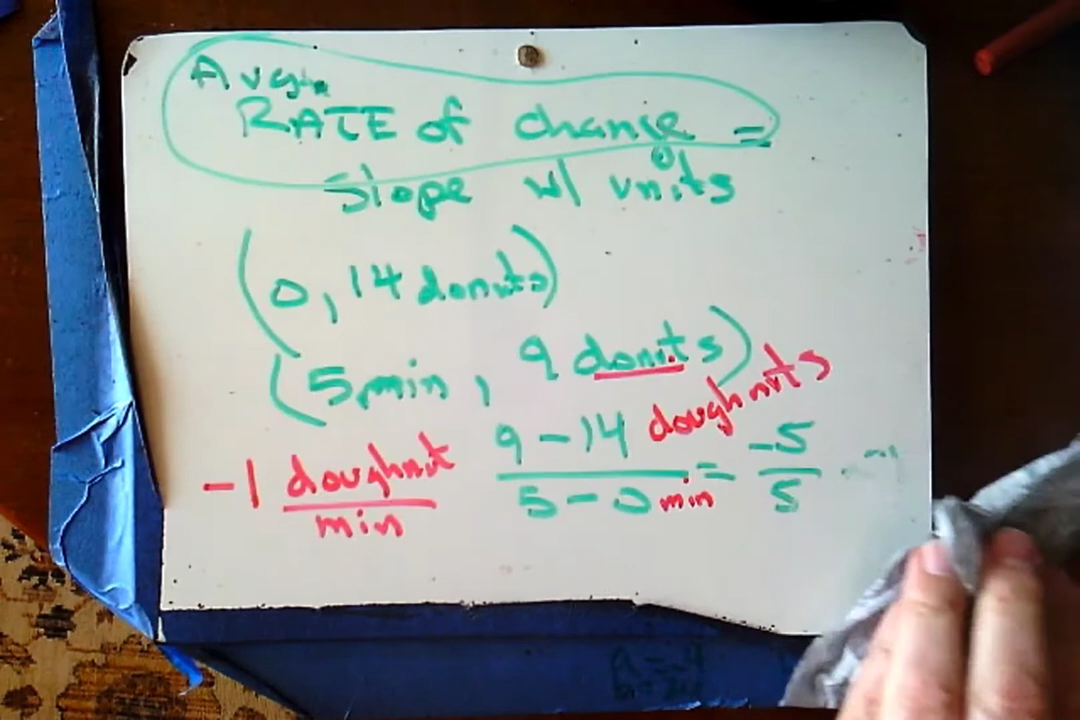 Avg.
RATE of change =
slope w/ units
(0, 14 donuts)
(5 min, 9 donuts)
9 - 14 doughnuts
5 - 0 min
= -5
5
-1
-1 doughnut
min